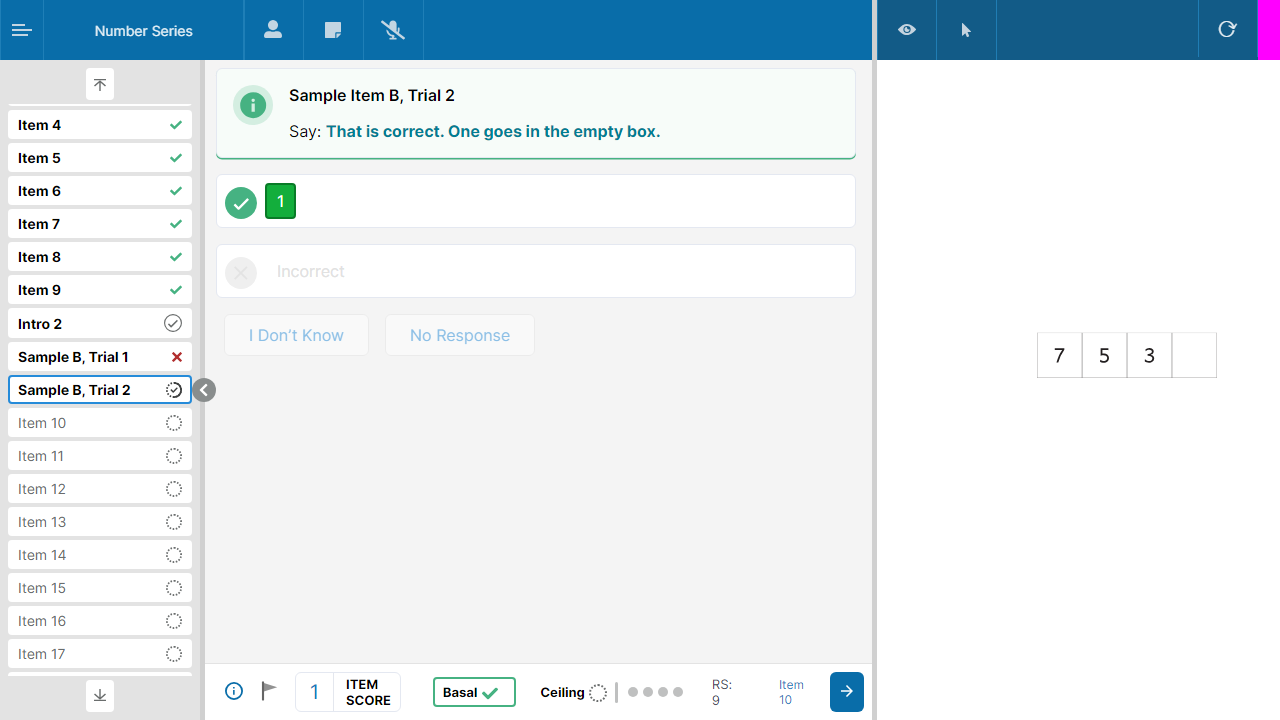 Number Series
Item 4
Item 5
Item 6
Item 7
Item 8
Item 9
Intro 2
Sample B, Trial 1
Sample B, Trial 2
Item 10
Item 11
Item 12
Item 13
Item 14
Item 15
Item 16
Item 17
Sample Item B, Trial 2
Say: That is correct. One goes in the empty box.
1
Incorrect
I Don't Know
No Response
1
ITEM
SCORE
Basal
Ceiling
RS:
9
Item
10
7 5 3